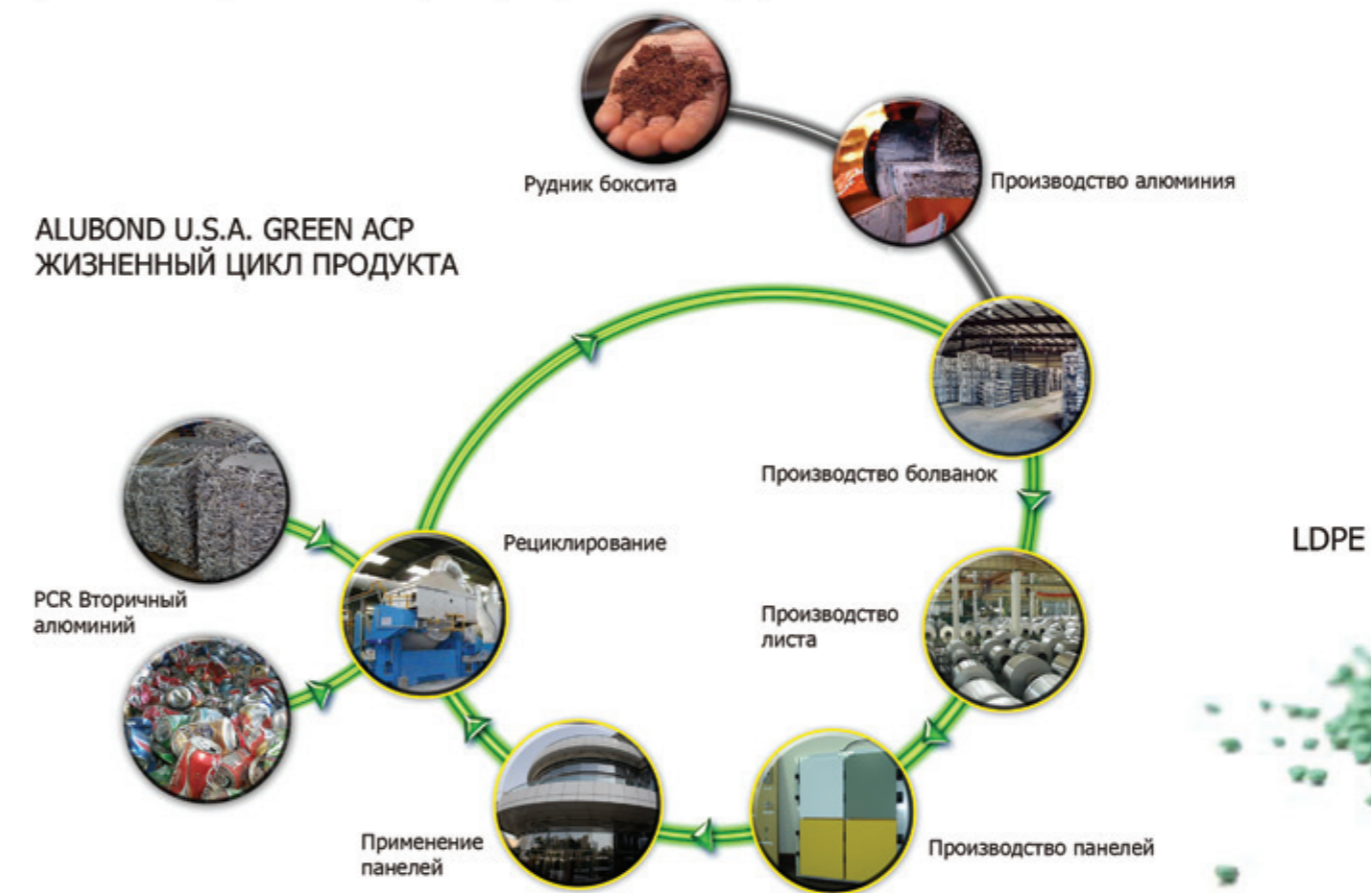 Рудник боксита
Производство алюминия
ALUBOND U.S.A. GREEN ACP
ЖИЗНЕННЫЙ ЦИКЛ ПРОДУКТА
Производство болванок
Рециклирование
LDPE
PCR Вторичный
алюминий
Производство
листа
Применение
панелей
Производство панелей